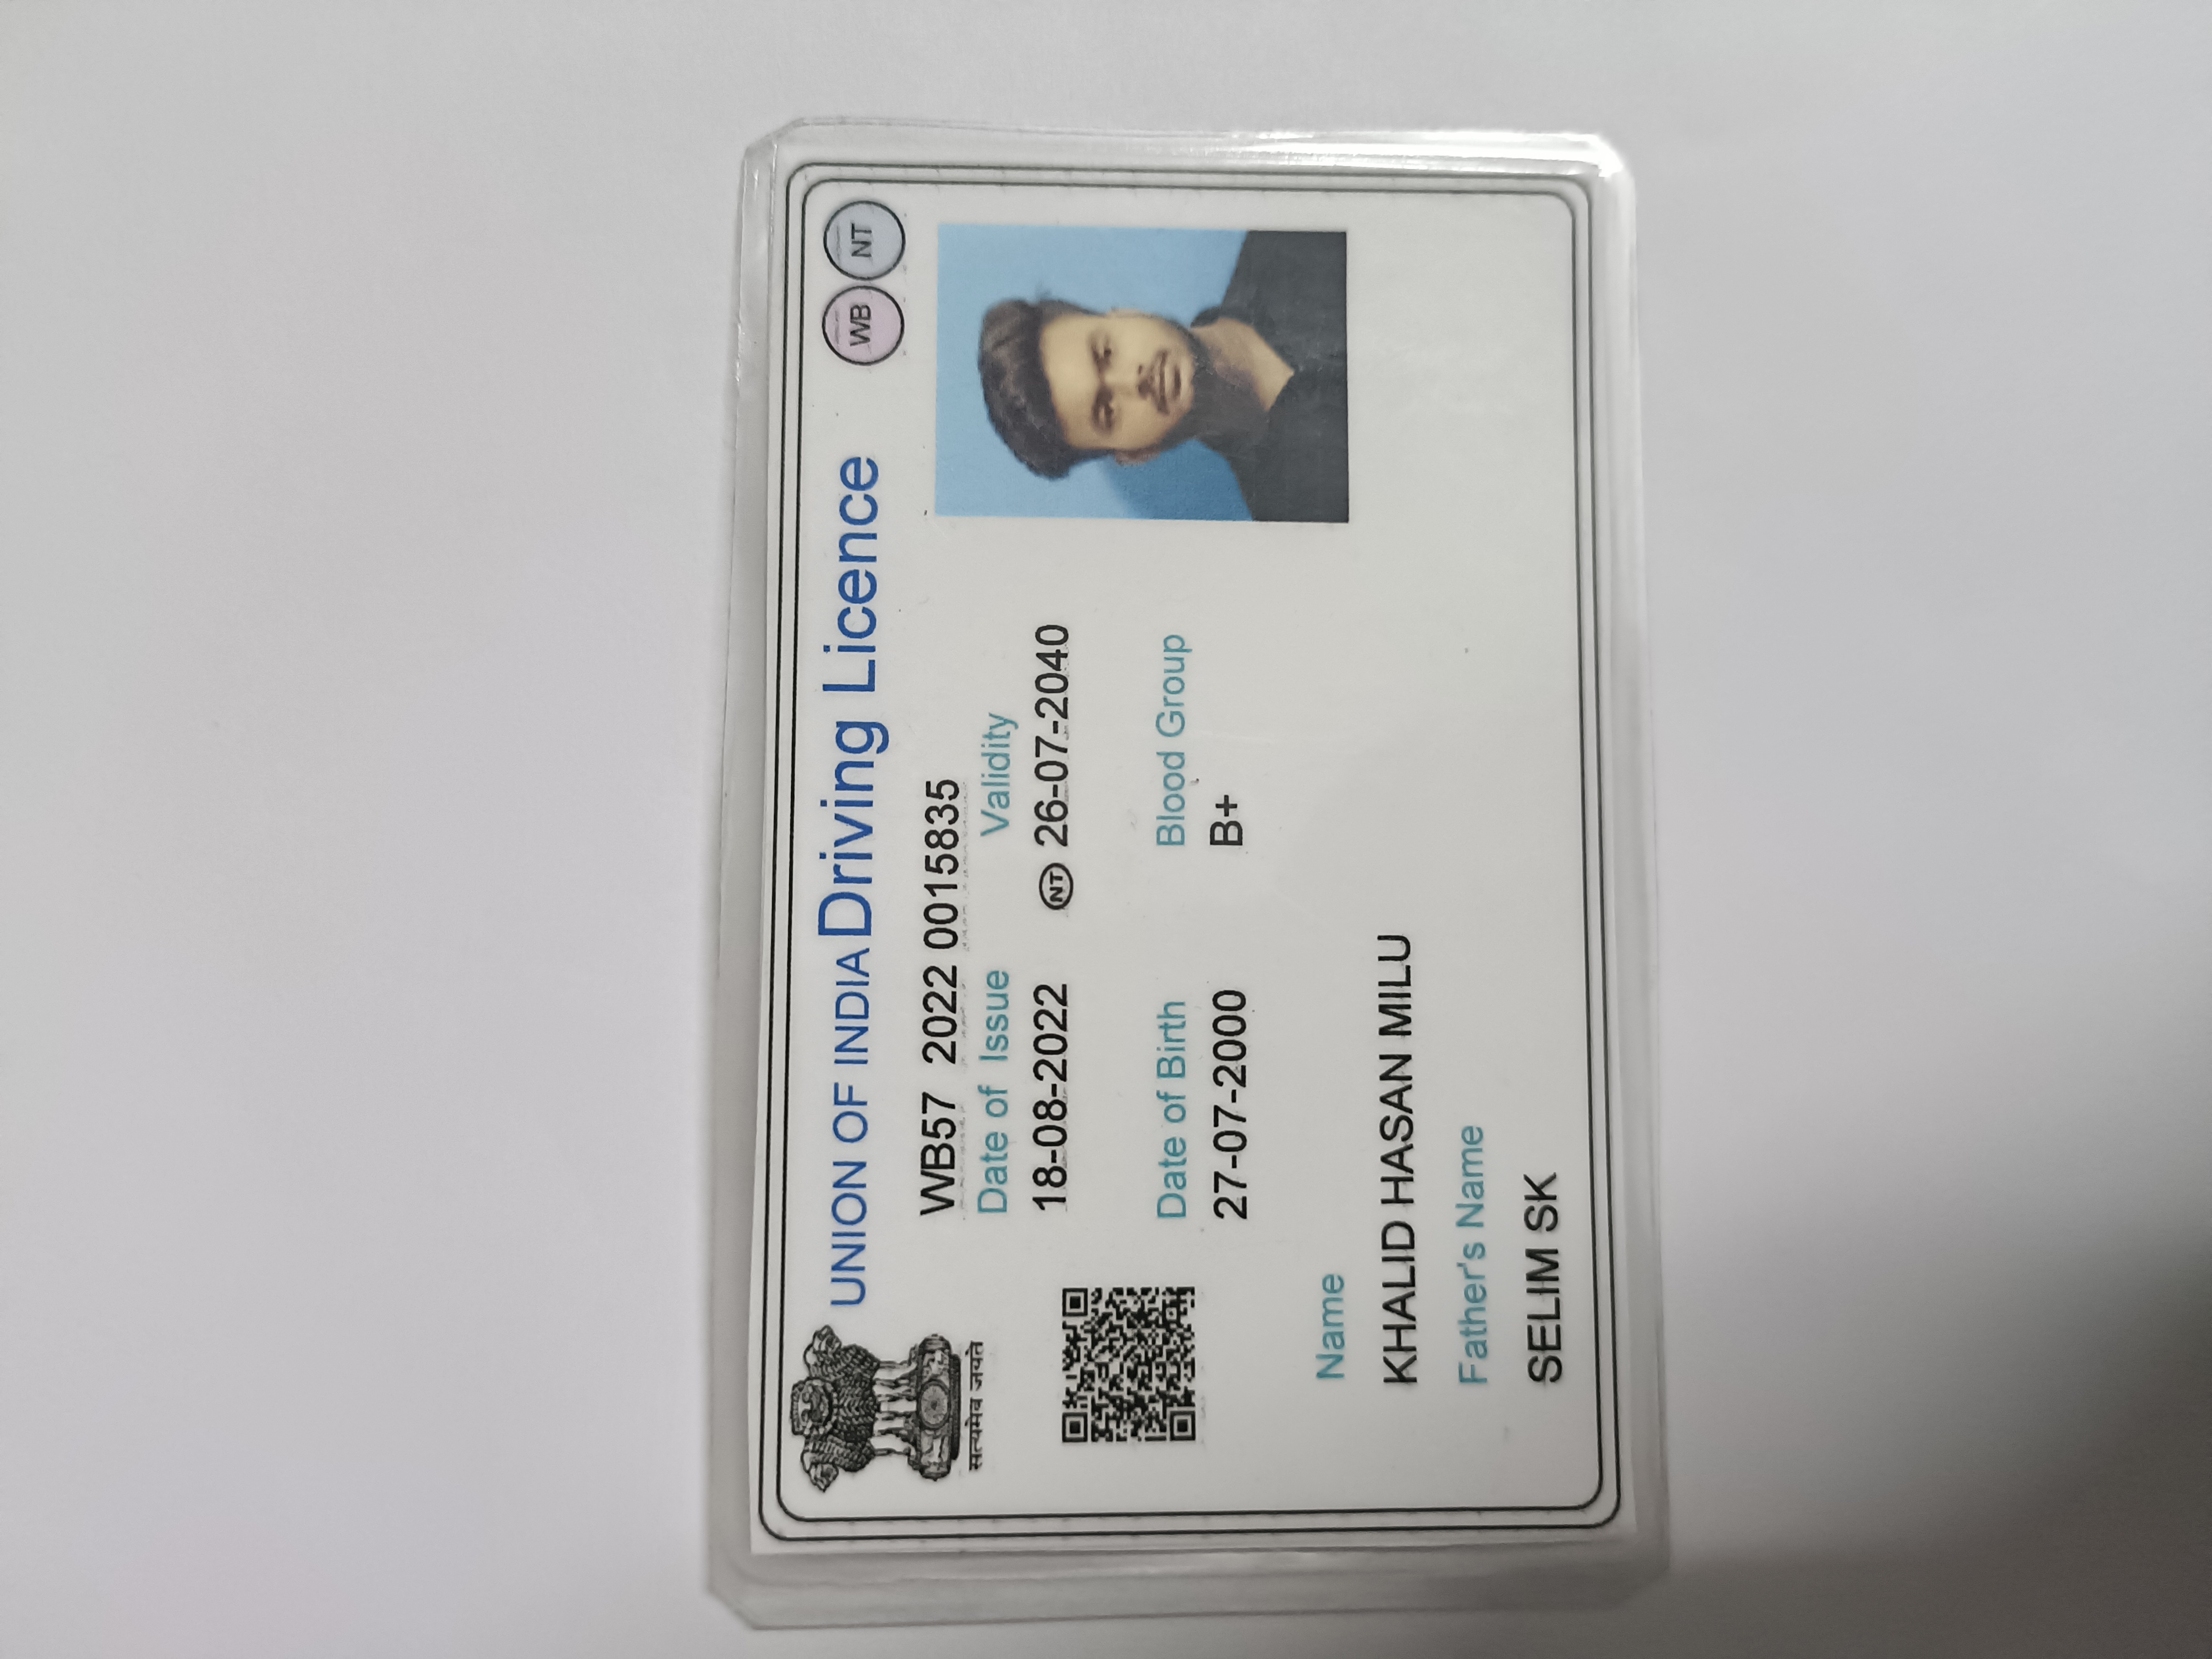 UNION OF INDIA Driving Licence
WB NT
सत्यमेव जयते
WB57 2022 0015835
Date of Issue Validity
18-08-2022 NT 26-07-2040
Date of Birth Blood Group
27-07-2000 B+
Name
KHALID HASAN MILU
Father's Name
SELIM SK